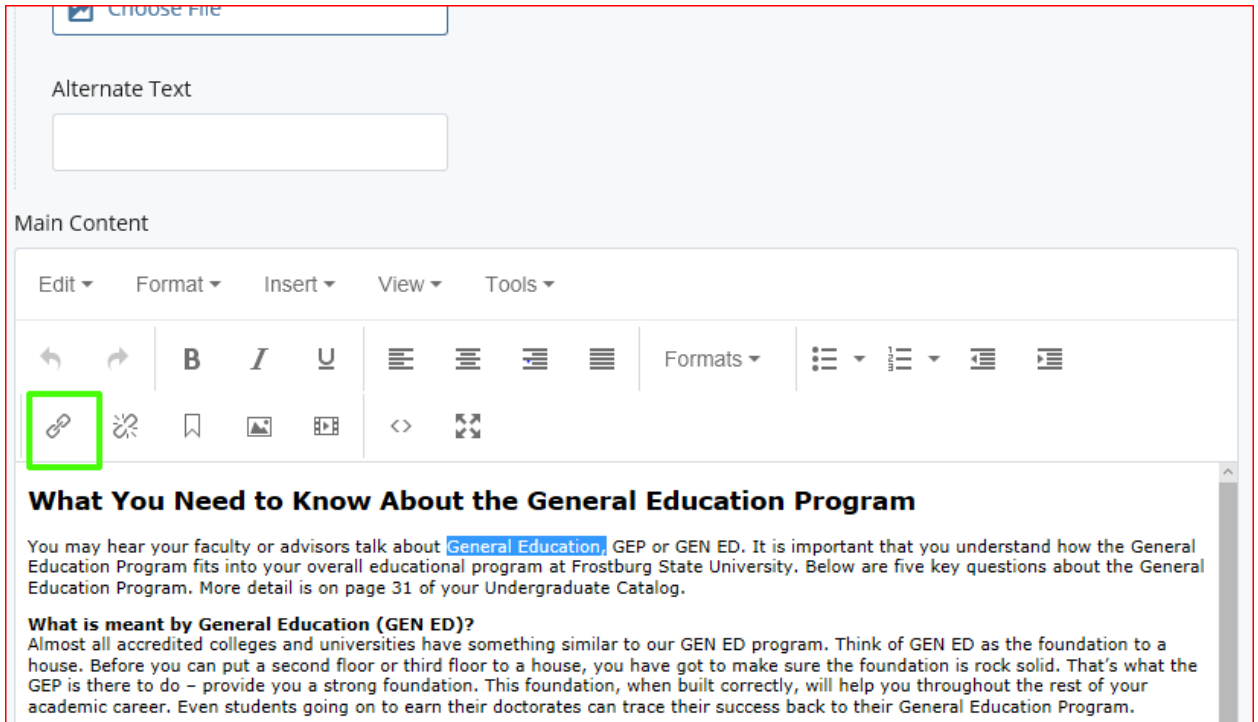 Choose File
Alternate Text
Main Content
Edit Format Insert View Tools
B I U Formats
What You Need to Know About the General Education Program
You may hear your faculty or advisors talk about General Education, GEP or GEN ED. It is important that you understand how the General
Education Program fits into your overall educational program at Frostburg State University. Below are five key questions about the General
Education Program. More detail is on page 31 of your Undergraduate Catalog.
What is meant by General Education (GEN ED)?
Almost all accredited colleges and universities have something similar to our GEN ED program. Think of GEN ED as the foundation to a
house. Before you can put a second floor or third floor to a house, you have got to make sure the foundation is rock solid. That’s what the
GEP is there to do – provide you a strong foundation. This foundation, when built correctly, will help you throughout the rest of your
academic career. Even students going on to earn their doctorates can trace their success back to their General Education Program.